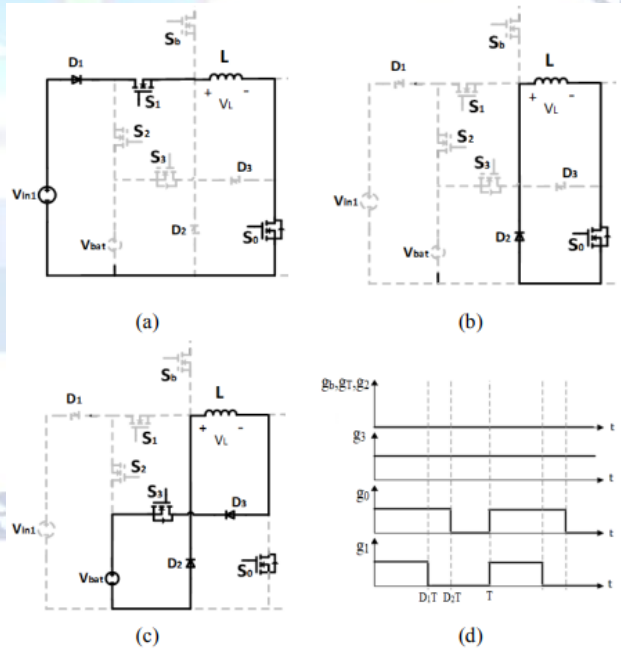 Sb
D1
L
S1
+ VL -
S2
S3
D3
Vin1
D2
S0
Vbat
(a)
Sb
D1
L
S1
+ VL -
S2
S3
D3
Vin1
D2
S0
Vbat
(b)
Sb
D1
L
S1
+ VL -
S2
S3
D3
Vin1
Vbat
D2
S0
(c)
gb,gT,g2
t
g3
t
g0
t
g1
t
D1T D2T T
(d)